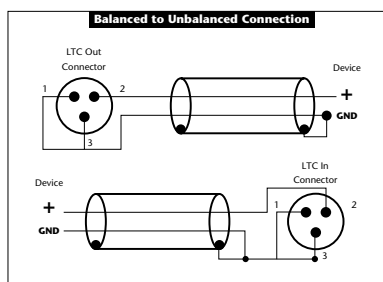 Balanced to Unbalanced Connection
LTC Out
Connector
1
2
3
Device
+
GND
Device
+
GND
LTC In
Connector
1
2
3